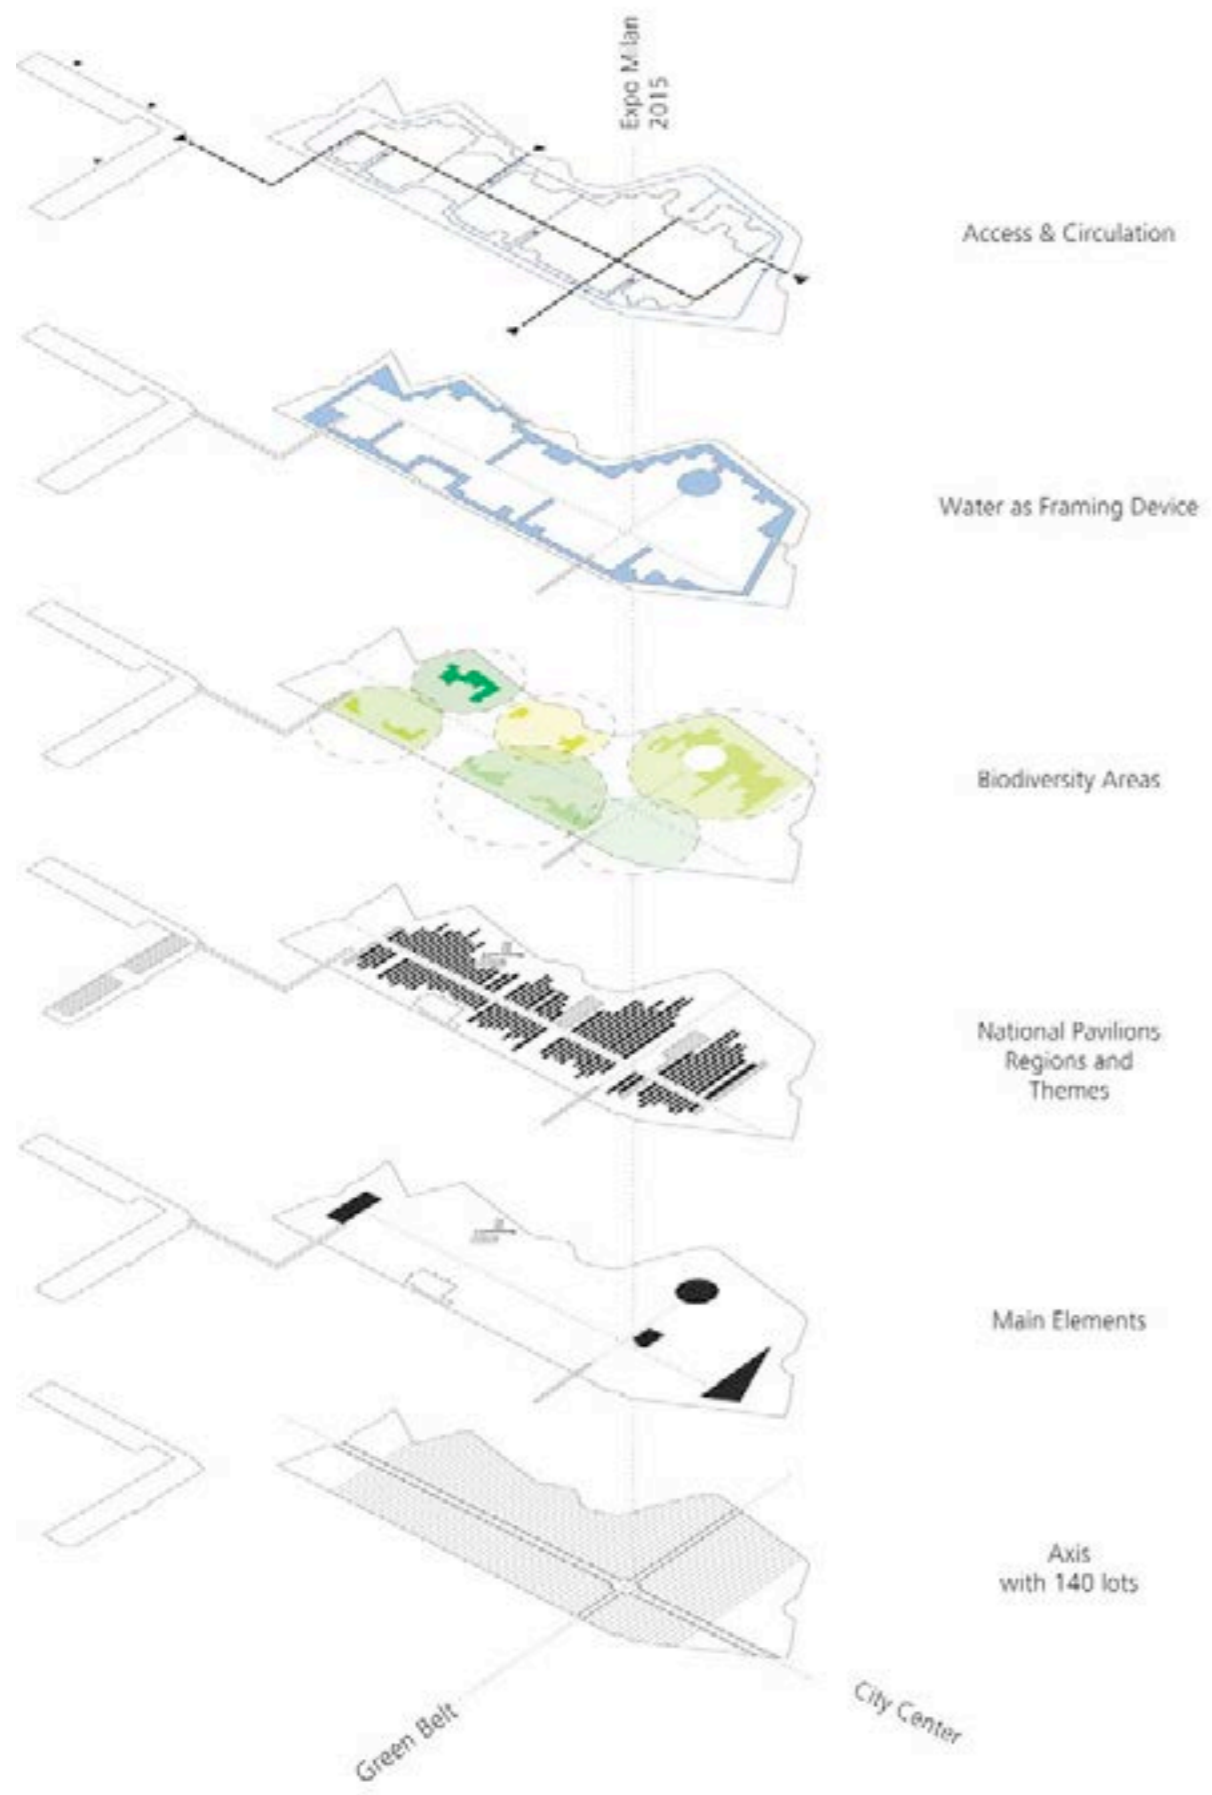 Expo Milan
2015
Access & Circulation
Water as Framing Device
Biodiversity Areas
National Pavilions
Regions and
Themes
Main Elements
Axis
with 140 lots
City Center
Green Belt